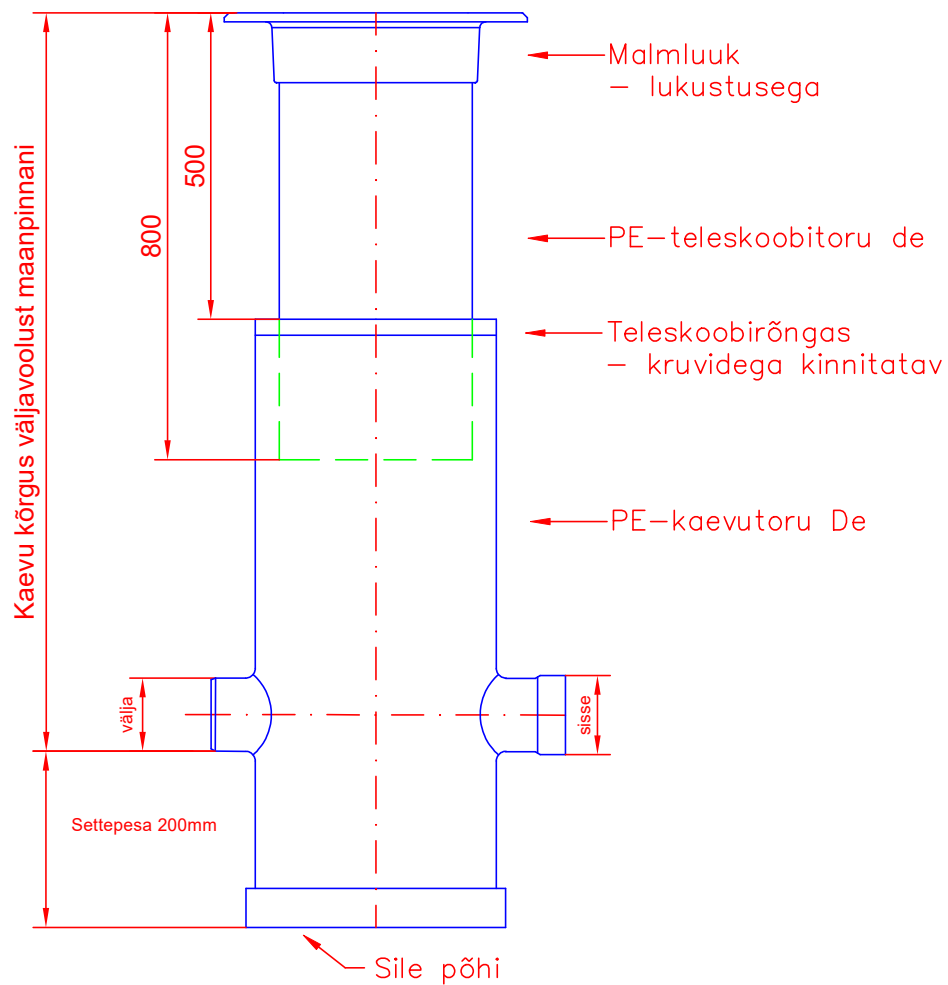 Malmluuk
- lukustusega
500
800
Kaevu kõrgus väljavoolust maanpinnani
PE-teleskoobitoru de
Teleskoobirõngas
- kruvidega kinnitatav
PE-kaevutoru De
välja
sisse
Settepesa 200mm
Sile põhi